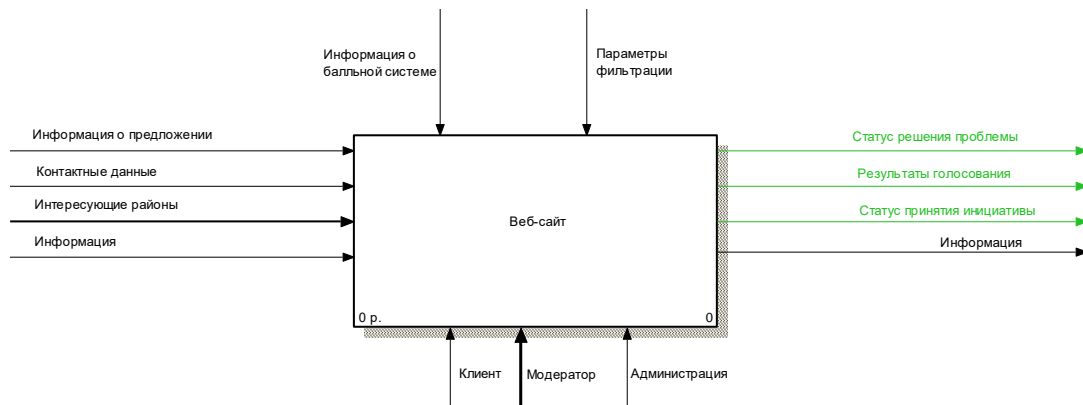 Информация о
балльной системе
Параметры
фильтрации
Информация о предложении
Контактные данные
Интересующие районы
Информация
Веб-сайт
0 р.
0
Статус решения проблемы
Результаты голосования
Статус принятия инициативы
Информация
Клиент
Модератор
Администрация